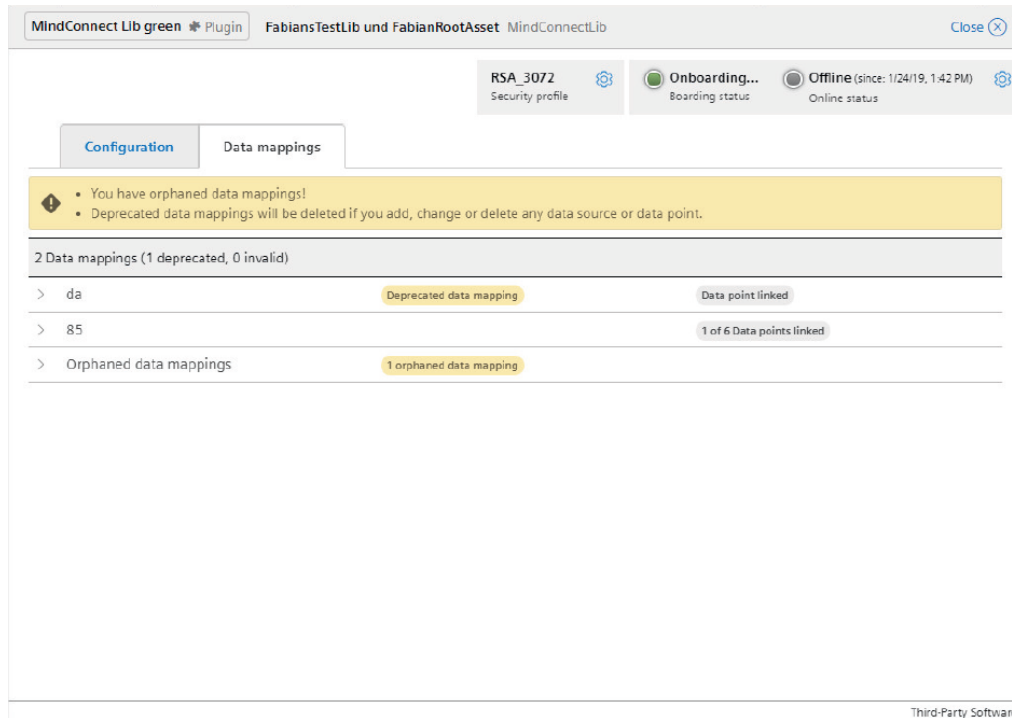 MindConnect Lib green Plugin FabiansTestLib und FabianRootAsset MindConnectLib Close
RSA_3072 Onboarding... Offline (since: 1/24/19, 1:42 PM)
Security profile Boarding status Online status
Configuration Data mappings
• You have orphaned data mappings!
• Deprecated data mappings will be deleted if you add, change or delete any data source or data point.
2 Data mappings (1 deprecated, 0 invalid)
da Deprecated data mapping Data point linked
85 1 of 6 Data points linked
Orphaned data mappings 1 orphaned data mapping
Third-Party Softwar